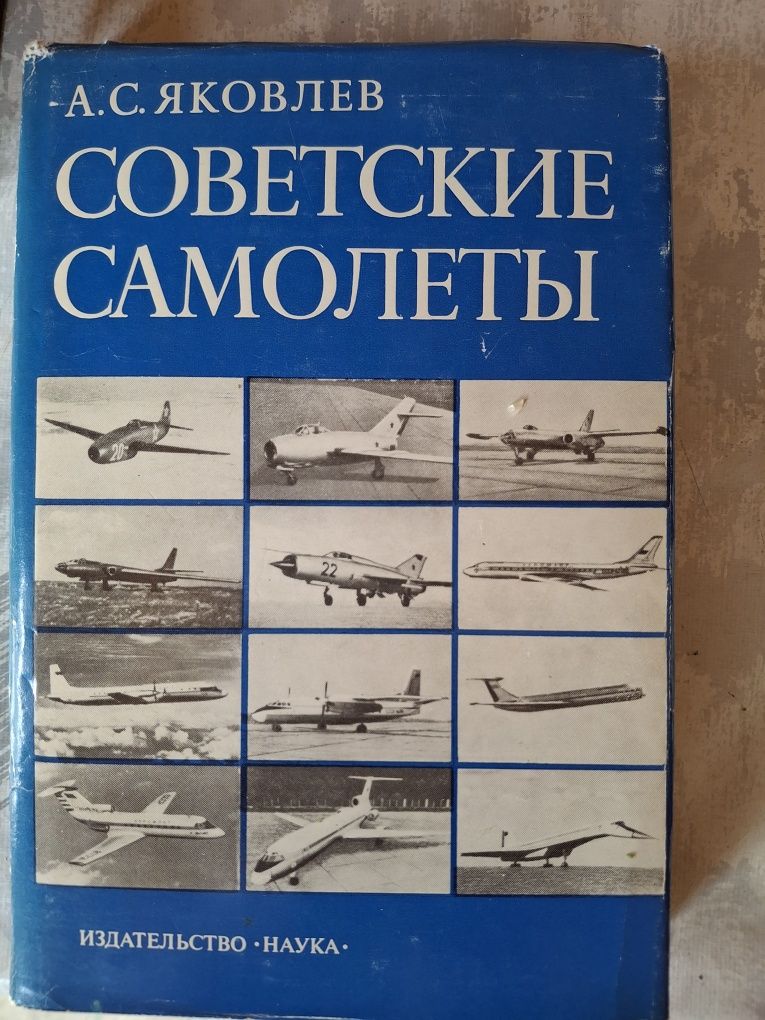 А.С.ЯКОВЛЕВ
СОВЕТСКИЕ
САМОЛЕТЫ
20
22
ИЗДАТЕЛЬСТВО ·НАУКА·